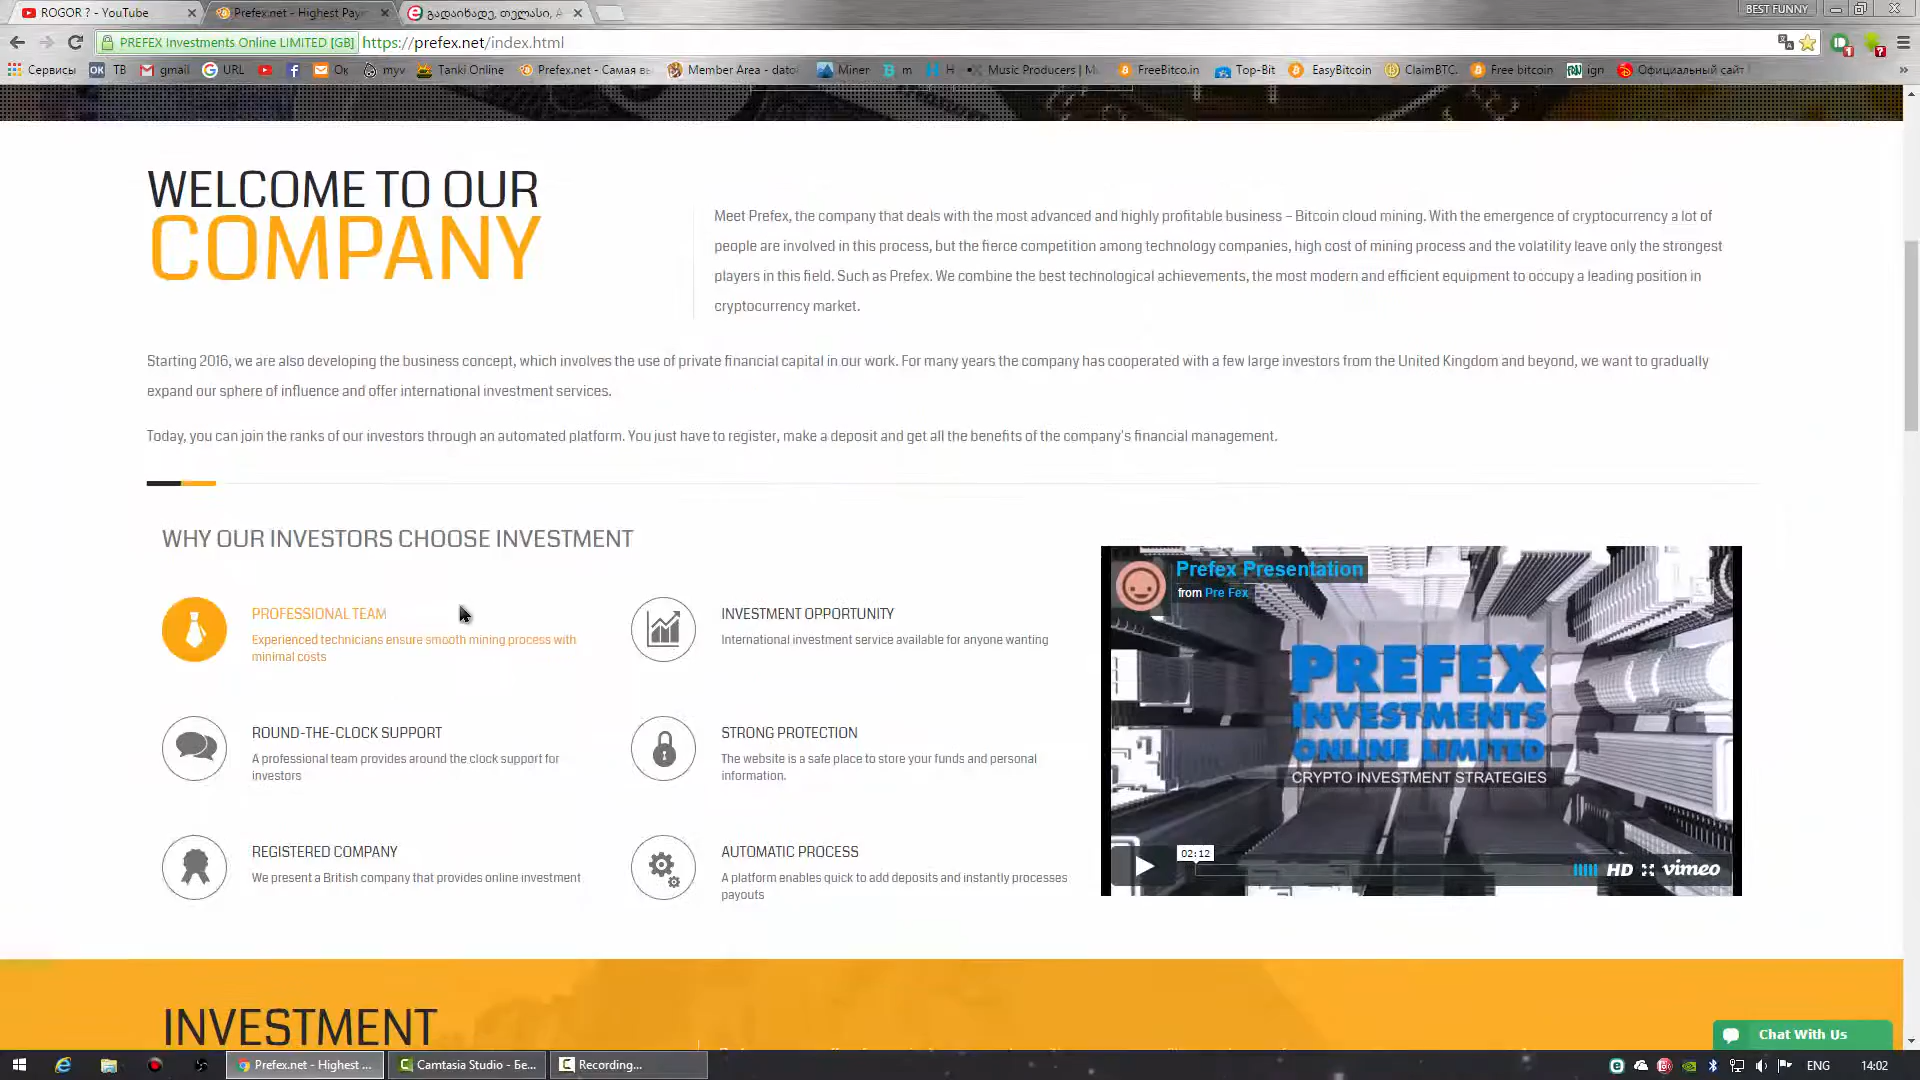 ROGOR ? - YouTube
Prefex.net - Highest Pay
გადაიხადე, თელასი, A
BEST FUNNY
PREFEX Investments Online LIMITED [GB]
https://prefex.net/index.html
Сервисы
ТВ
gmail
URL
Ок
myv
Tanki Online
Prefex.net - Самая вы
Member Area - dato
Miner
m
H
Music Producers | M
FreeBitco.in
Top-Bit
EasyBitcoin
ClaimBTC.
Free bitcoin
ign
Официальный сайт
WELCOME TO OUR
COMPANY
Meet Prefex, the company that deals with the most advanced and highly profitable business – Bitcoin cloud mining. With the emergence of cryptocurrency a lot of
people are involved in this process, but the fierce competition among technology companies, high cost of mining process and the volatility leave only the strongest
players in this field. Such as Prefex. We combine the best technological achievements, the most modern and efficient equipment to occupy a leading position in
cryptocurrency market.
Starting 2016, we are also developing the business concept, which involves the use of private financial capital in our work. For many years the company has cooperated with a few large investors from the United Kingdom and beyond, we want to gradually
expand our sphere of influence and offer international investment services.
Today, you can join the ranks of our investors through an automated platform. You just have to register, make a deposit and get all the benefits of the company's financial management.
WHY OUR INVESTORS CHOOSE INVESTMENT
PROFESSIONAL TEAM
Experienced technicians ensure smooth mining process with
minimal costs
INVESTMENT OPPORTUNITY
International investment service available for anyone wanting
ROUND-THE-CLOCK SUPPORT
A professional team provides around the clock support for
investors
STRONG PROTECTION
The website is a safe place to store your funds and personal
information.
REGISTERED COMPANY
We present a British company that provides online investment
AUTOMATIC PROCESS
A platform enables quick to add deposits and instantly processes
payouts
Prefex Presentation
from Pre Fex
PREFEX
INVESTMENTS
ONLINE LIMITED
CRYPTO INVESTMENT STRATEGIES
02:12
HD
vimeo
INVESTMENT
Chat With Us
Prefex.net - Highest ...
Camtasia Studio - Бе...
Recording...
ENG
14:02